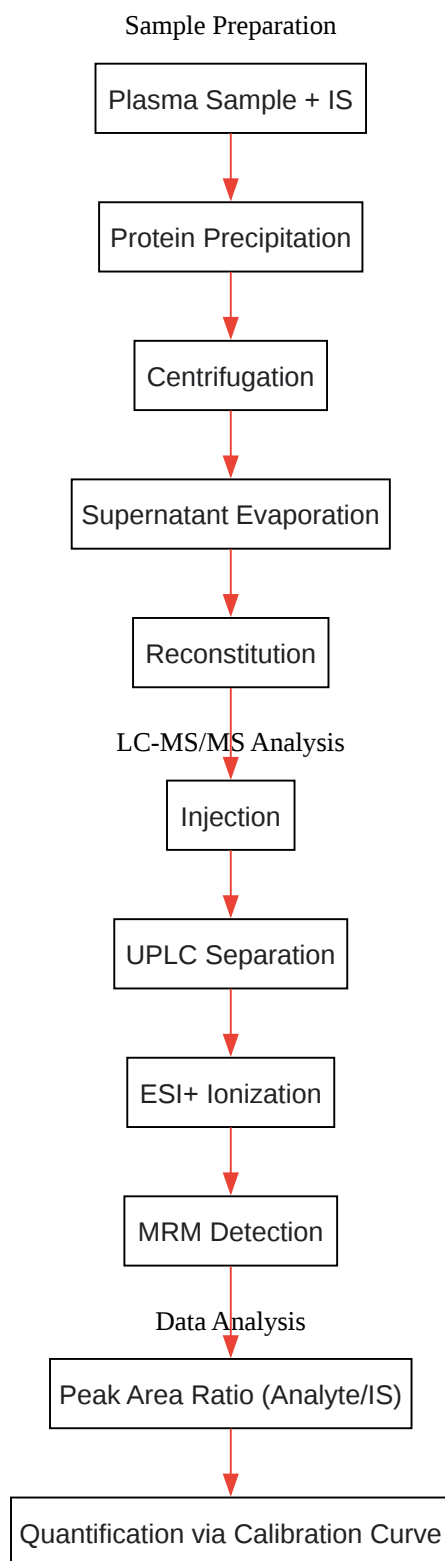 Sample Preparation
Plasma Sample + IS
Protein Precipitation
Centrifugation
Supernatant Evaporation
Reconstitution
LC-MS/MS Analysis
Injection
UPLC Separation
ESI+ Ionization
MRM Detection
Data Analysis
Peak Area Ratio (Analyte/IS)
Quantification via Calibration Curve